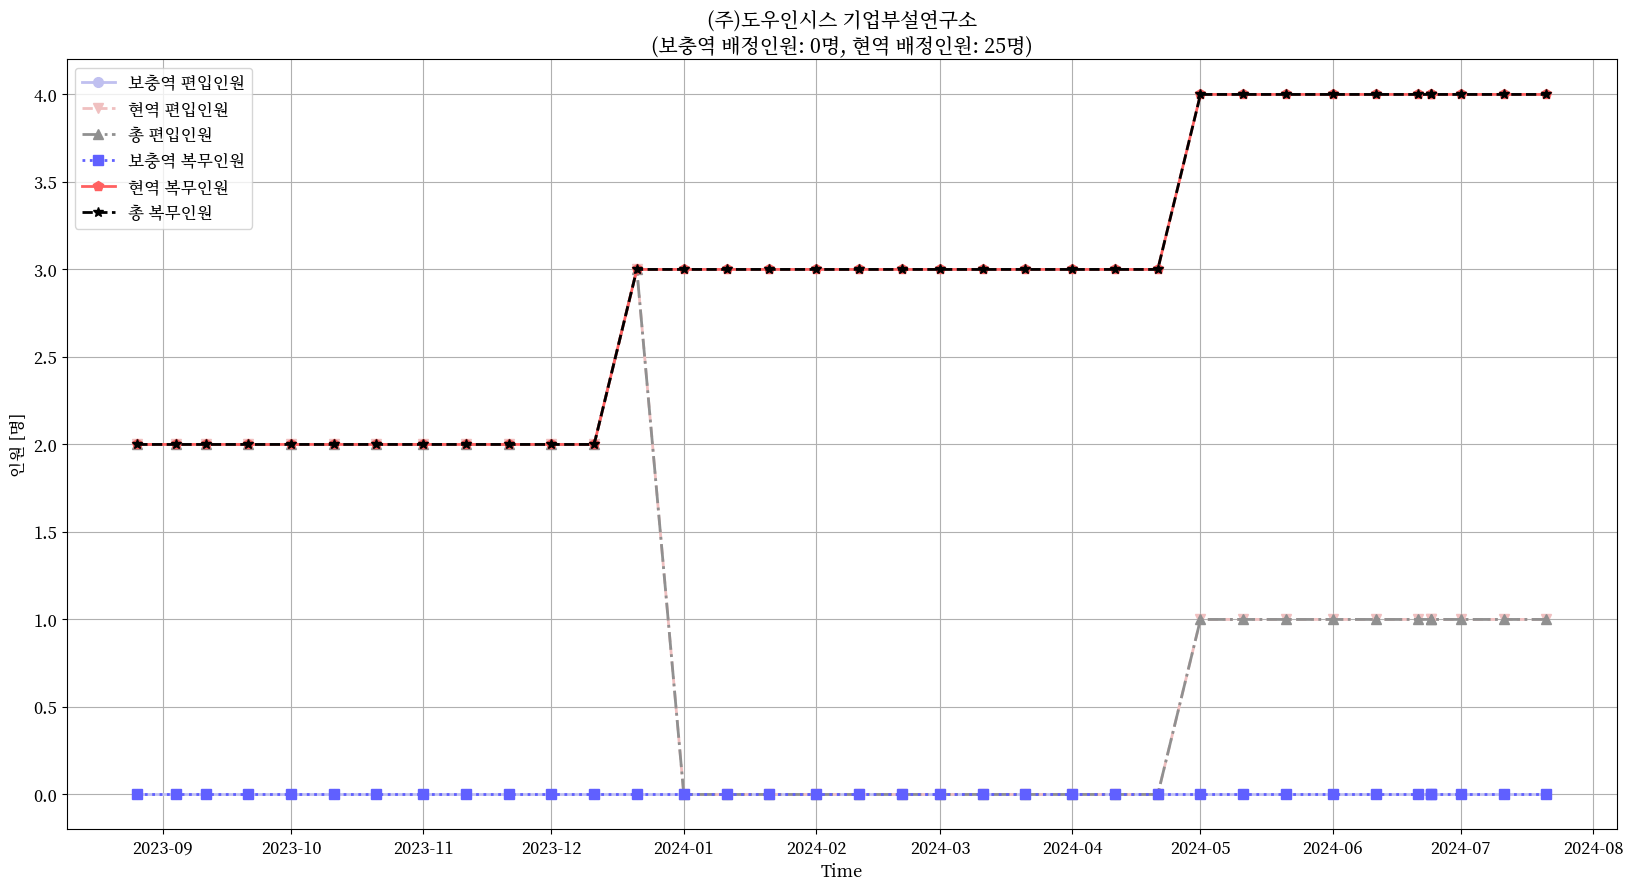 (주)도우인시스 기업부설연구소
(보충역 배정인원: 0명, 현역 배정인원: 25명)
보충역 편입인원
현역 편입인원
총 편입인원
보충역 복무인원
현역 복무인원
총 복무인원
인원 [명]
4.0
3.5
3.0
2.5
2.0
1.5
1.0
0.5
0.0
2023-09
2023-10
2023-11
2023-12
2024-01
2024-02
2024-03
2024-04
2024-05
2024-06
2024-07
2024-08
Time